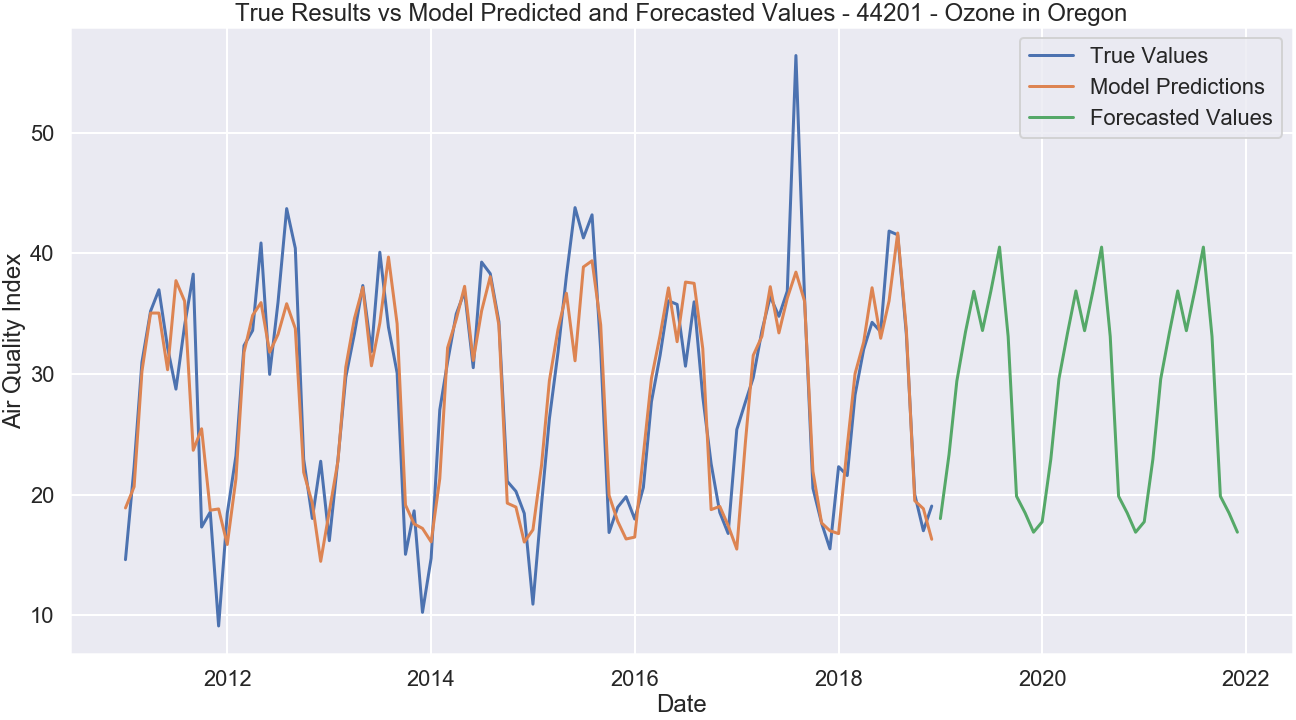 True Results vs Model Predicted and Forecasted Values - 44201 - Ozone in Oregon
True Values
Model Predictions
Forecasted Values
Air Quality Index
50
40
30
20
10
2012 2014 2016 2018 2020 2022
Date